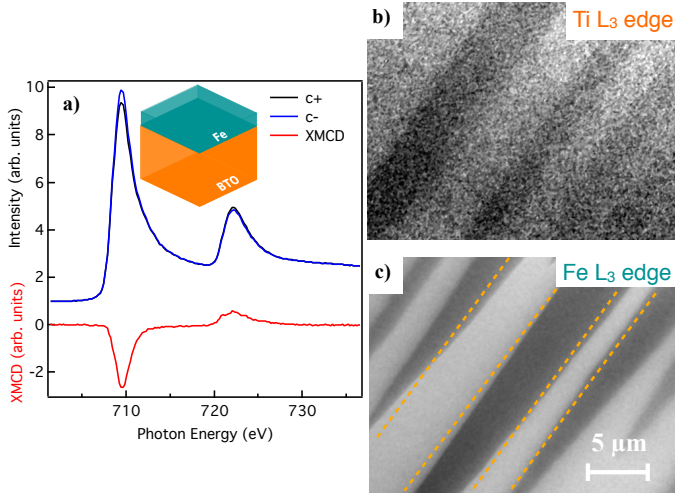 a)
Intensity (arb. units)
XMCD (arb. units)
10
8
6
4
2
0
-2
710
720
730
Photon Energy (eV)
c+
c-
XMCD
Fe
BTO
b)
Ti L₃ edge
c)
Fe L₃ edge
5 µm